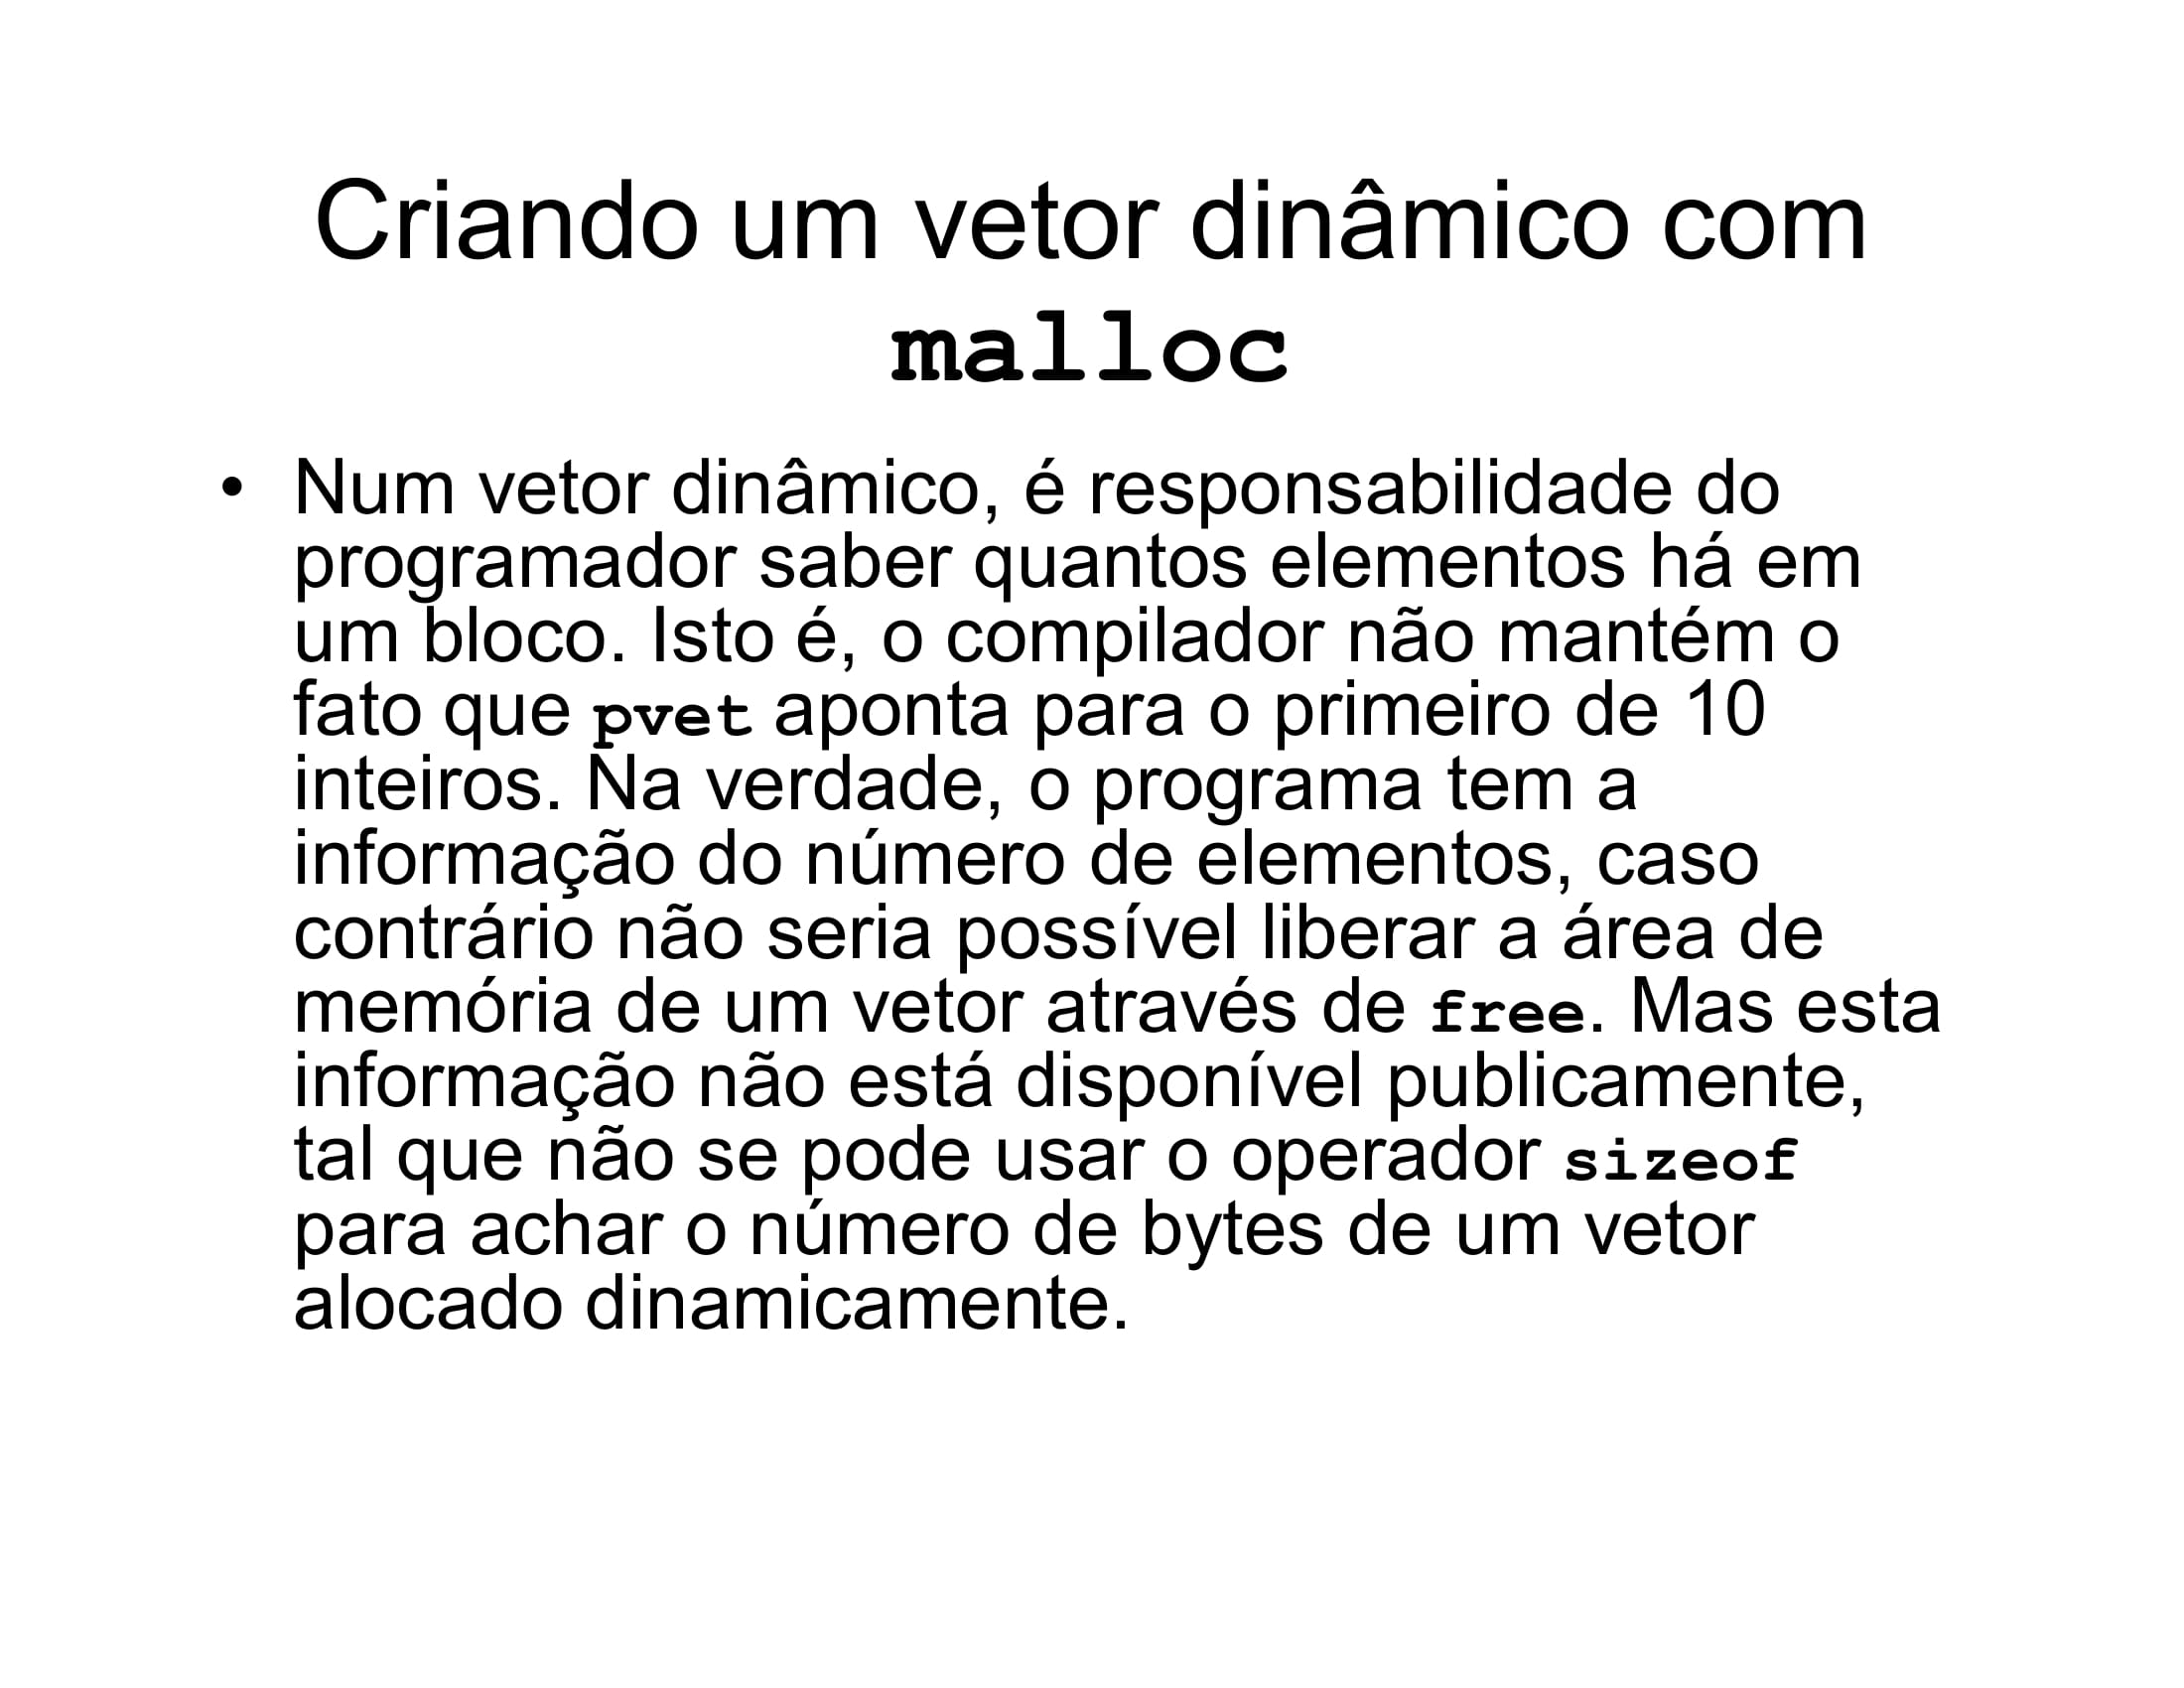 Criando um vetor dinâmico com
malloc
• Num vetor dinâmico, é responsabilidade do
programador saber quantos elementos há em
um bloco. Isto é, o compilador não mantém o
fato que pvet aponta para o primeiro de 10
inteiros. Na verdade, o programa tem a
informação do número de elementos, caso
contrário não seria possível liberar a área de
memória de um vetor através de free. Mas esta
informação não está disponível publicamente,
tal que não se pode usar o operador sizeof
para achar o número de bytes de um vetor
alocado dinamicamente.